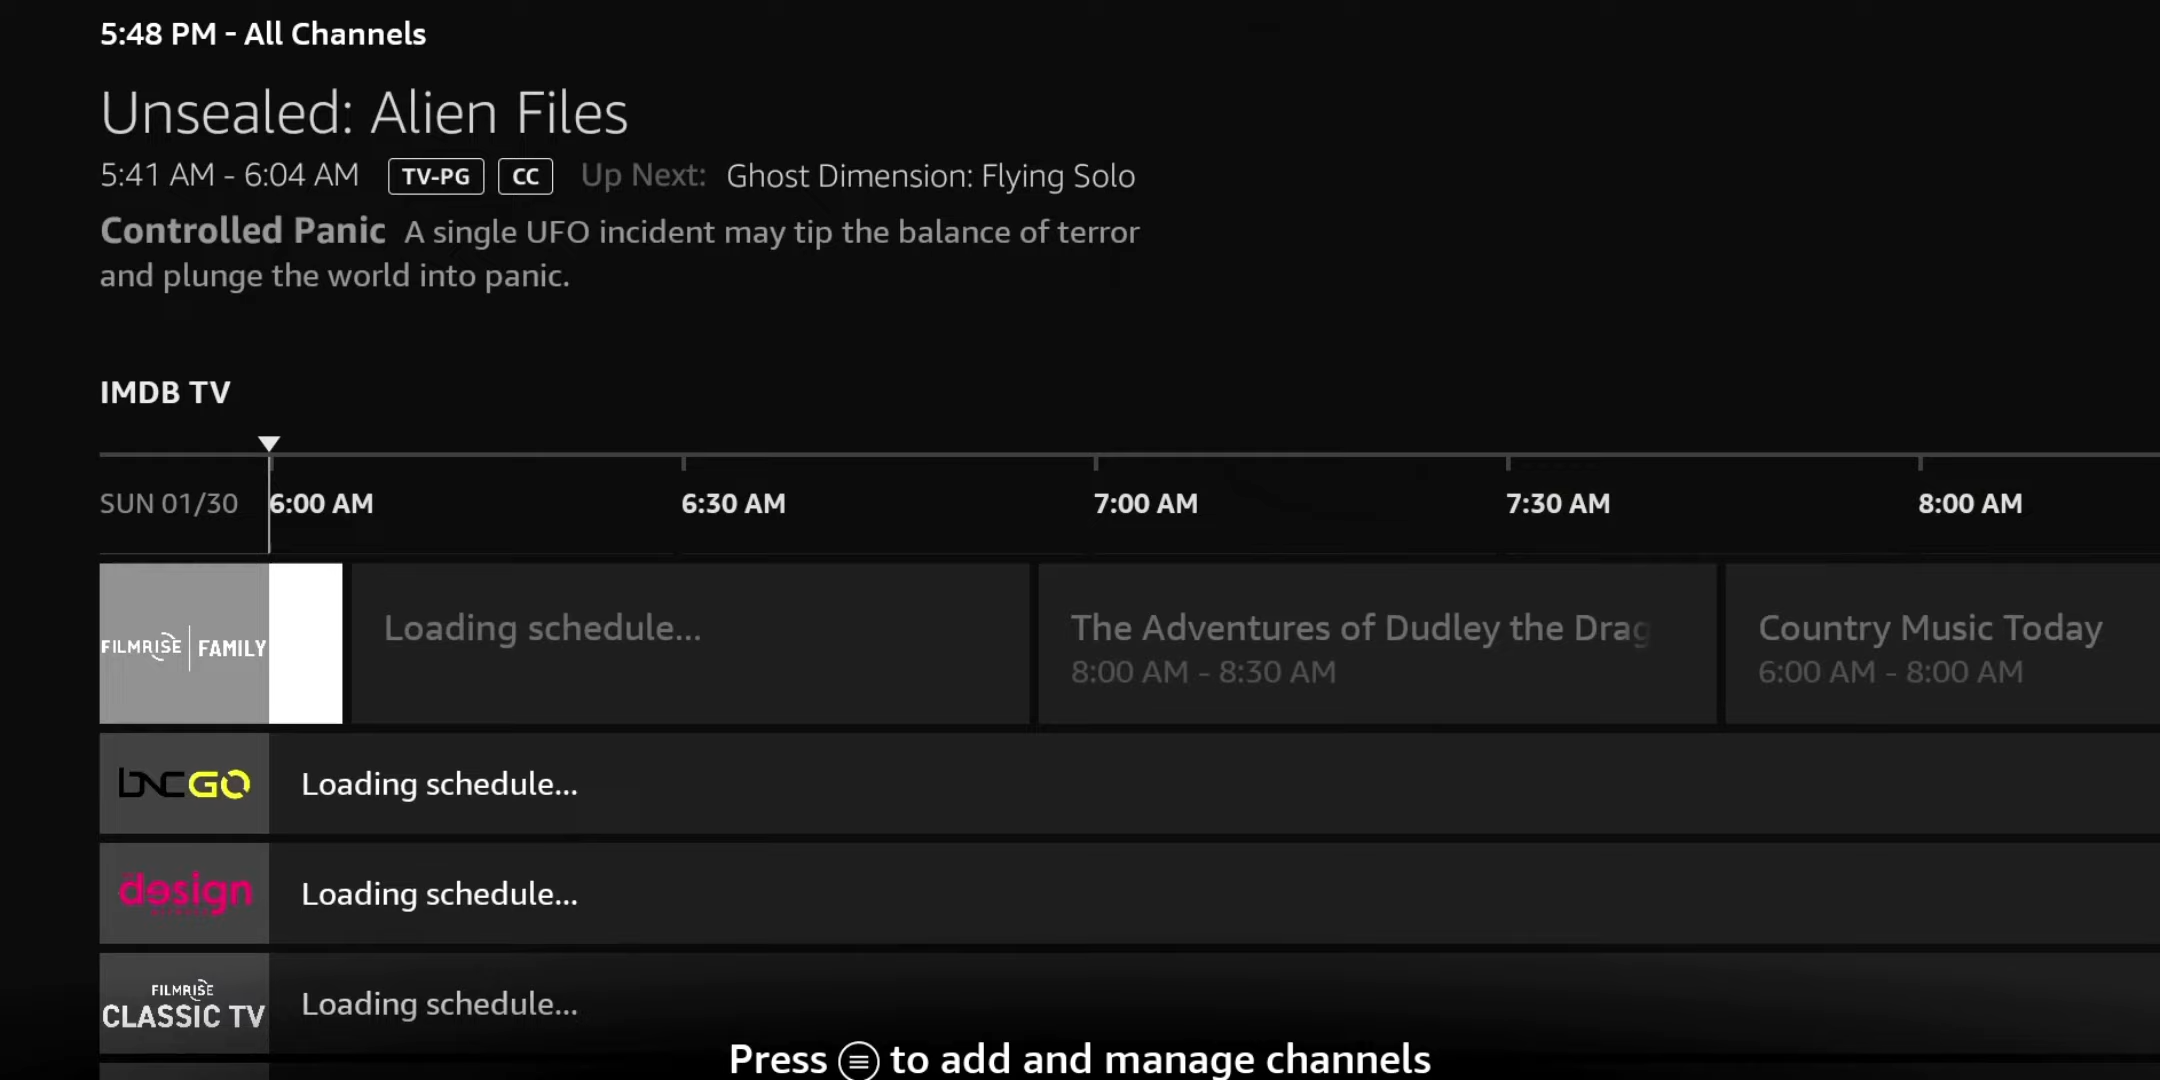 5:48 PM - All Channels
Unsealed: Alien Files
5:41 AM - 6:04 AM TV-PG CC Up Next: Ghost Dimension: Flying Solo
Controlled Panic A single UFO incident may tip the balance of terror
and plunge the world into panic.
IMDB TV
SUN 01/30 6:00 AM 6:30 AM 7:00 AM 7:30 AM 8:00 AM
FILMRISE FAMILY
Loading schedule...
The Adventures of Dudley the Drag
8:00 AM - 8:30 AM
Country Music Today
6:00 AM - 8:00 AM
bncGO Loading schedule...
design Loading schedule...
FILMRISE
CLASSIC TV Loading schedule...
Press to add and manage channels